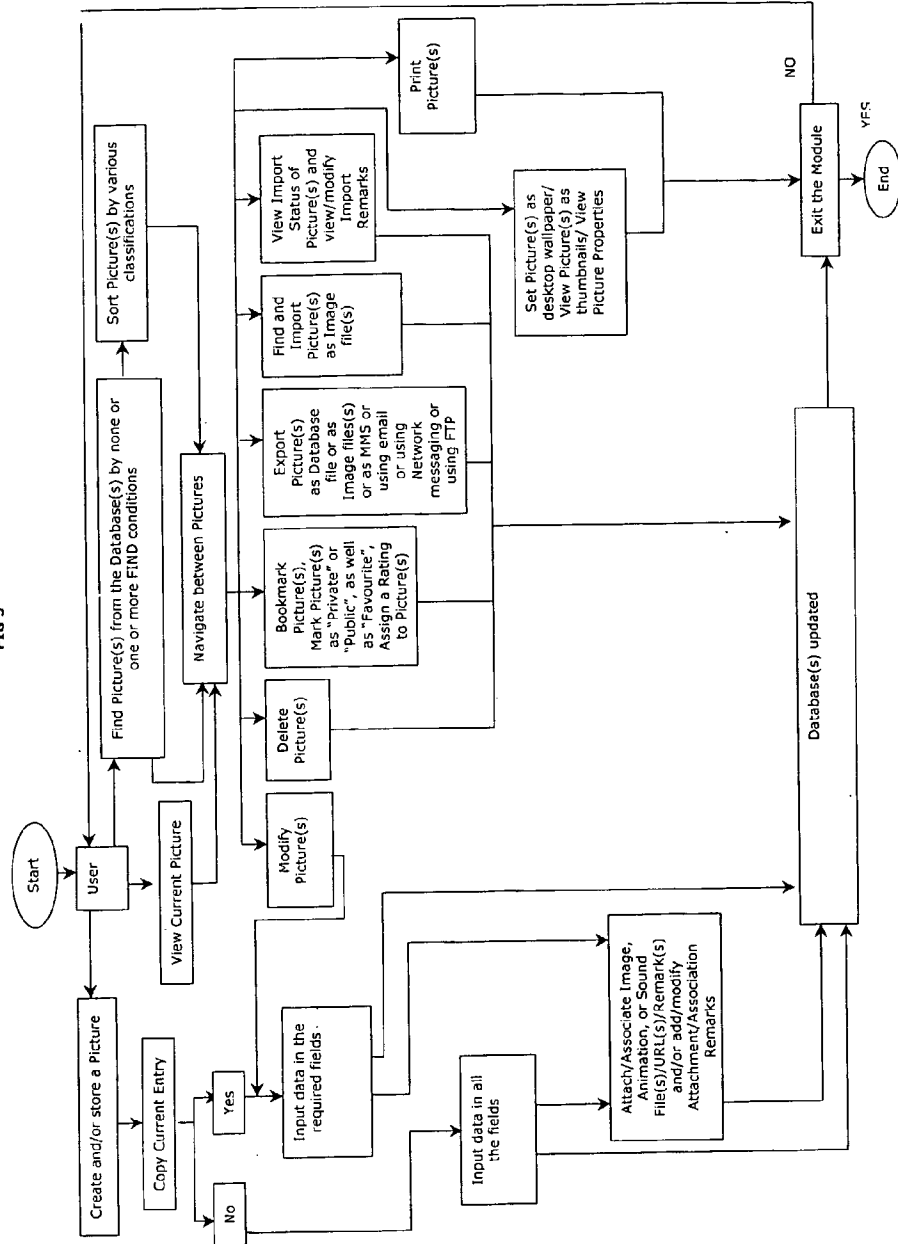 FIG
Start
User
Create and/or store a Picture
View Current Picture
Find Picture(s) from the Database(s) by none or
one or more FIND conditions
Sort Picture(s) by various
classifications
Copy Current Entry
Navigate between Pictures
No
Yes
Modify
Picture(s)
Delete
Picture(s)
Bookmark
Picture(s),
Mark Picture(s)
as "Private" or
"Public", as well
as "Favourite",
Assign a Rating
to Picture(s)
Export
Picture(s)
as Database
file or as
Image files(s)
or as MMS or
using email
or using
Network
messaging or
using FTP
Find and
Import
Picture(s)
as Image
file(s)
View Import
Status of
Picture(s) and
view/modify
Import
Remarks
Print
Picture(s)
Input data in the
required fields
Input data in all
the fields
Set Picture(s) as
desktop wallpaper/
View Picture(s) as
thumbnails/ View
Picture Properties
Attach/Associate Image,
Animation, or Sound
File(s)/URL(s)/Remark(s)
and/or add/modify
Attachment/Association
Remarks
Database(s) updated
Exit the Module
NO
YES
End